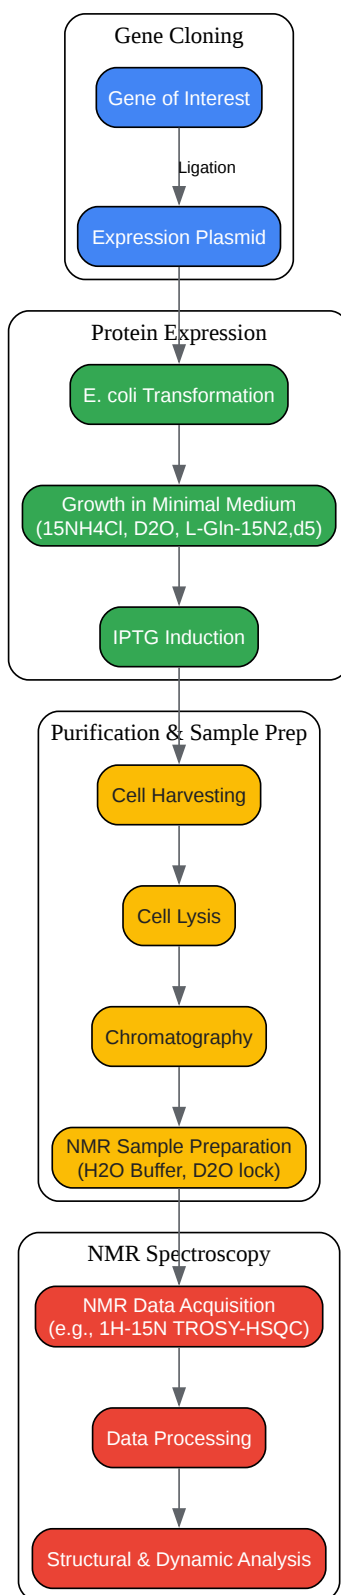 Gene Cloning
Gene of Interest
Ligation
Expression Plasmid
Protein Expression
E. coli Transformation
Growth in Minimal Medium
(15NH4Cl, D2O, L-Gln-15N2,d5)
IPTG Induction
Purification & Sample Prep
Cell Harvesting
Cell Lysis
Chromatography
NMR Sample Preparation
(H2O Buffer, D2O lock)
NMR Spectroscopy
NMR Data Acquisition
(e.g., 1H-15N TROSY-HSQC)
Data Processing
Structural & Dynamic Analysis